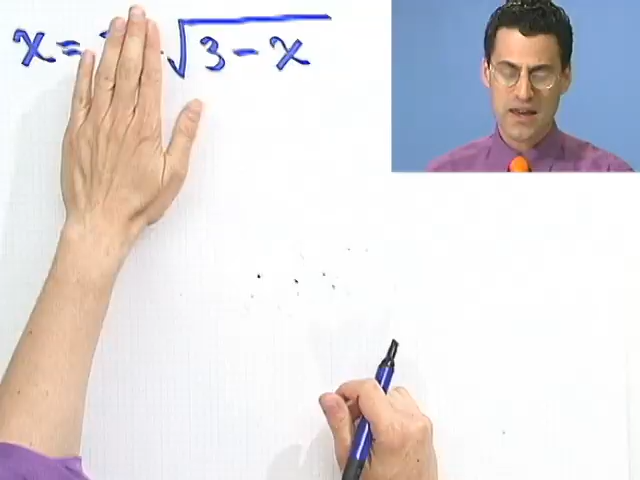 x = √3 - x